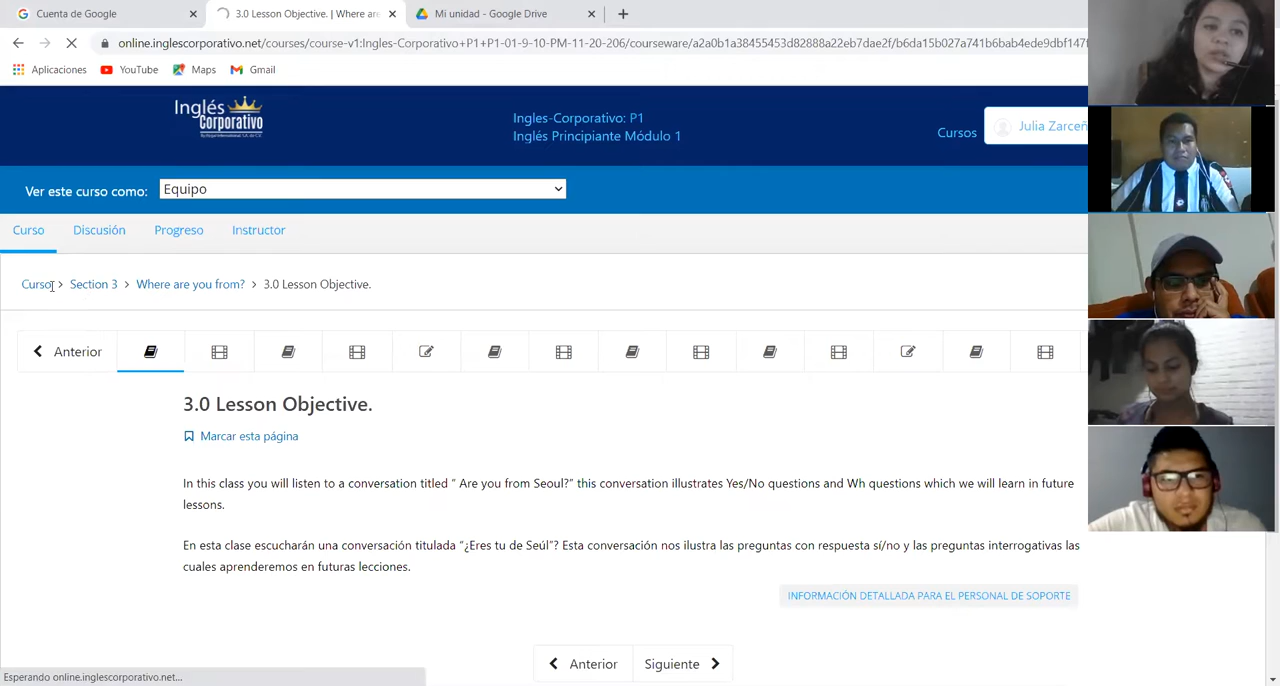 Cuenta de Google
3.0 Lesson Objective. | Where are
Mi unidad - Google Drive
online.inglescorporativo.net/courses/course-v1:Ingles-Corporativo+P1+P1-01-9-10-PM-11-20-206/courseware/a2a0b1a38455453d82888a22eb7dae2f/b6da15b027a741b6bab4ede9dbf147f
Aplicaciones YouTube Maps Gmail
Inglés
Corporativo
Ingles-Corporativo: P1
Inglés Principiante Módulo 1
Cursos
Julia Zarceñ
Ver este curso como: Equipo
Curso Discusión Progreso Instructor
Curso > Section 3 > Where are you from? > 3.0 Lesson Objective.
Anterior
3.0 Lesson Objective.
Marcar esta página
In this class you will listen to a conversation titled “ Are you from Seoul?” this conversation illustrates Yes/No questions and Wh questions which we will learn in future
lessons.
En esta clase escucharán una conversación titulada “¿Eres tu de Seúl”? Esta conversación nos ilustra las preguntas con respuesta sí/no y las preguntas interrogativas las
cuales aprenderemos en futuras lecciones.
INFORMACIÓN DETALLADA PARA EL PERSONAL DE SOPORTE
Anterior Siguiente
Esperando online.inglescorporativo.net...